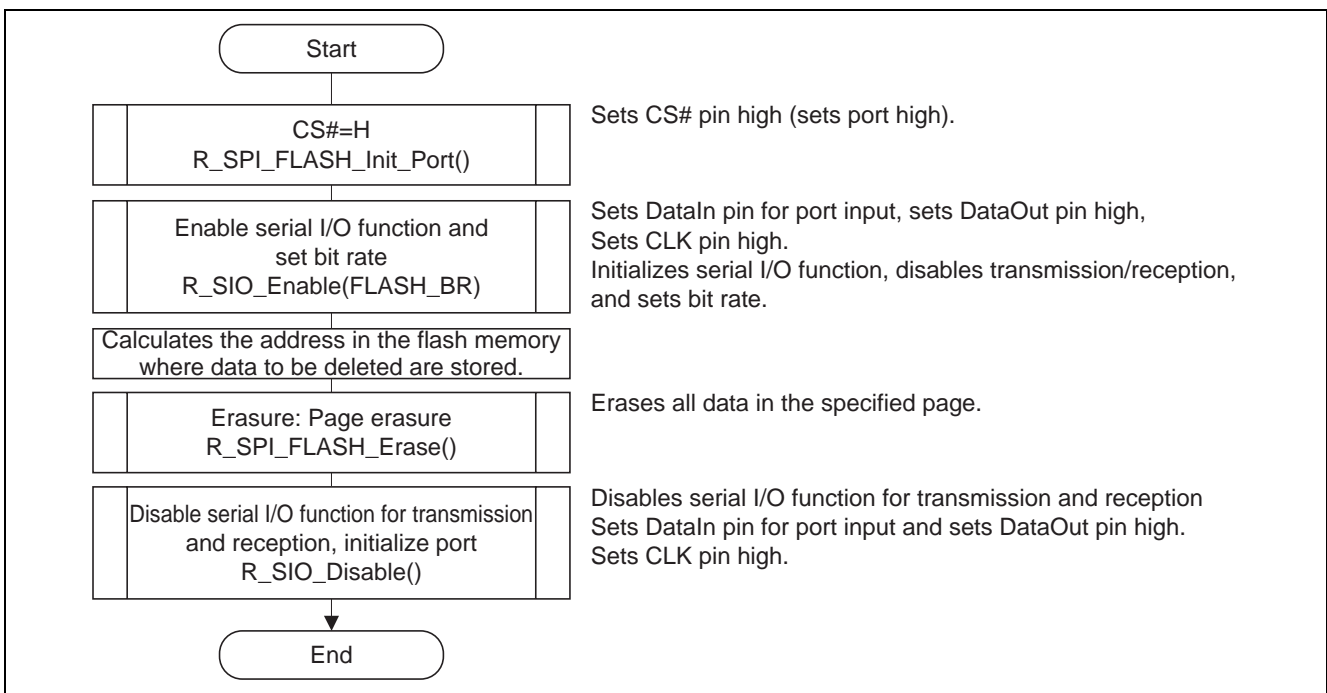 Start
CS#=H
R_SPI_FLASH_Init_Port()
Sets CS# pin high (sets port high).
Enable serial I/O function and
set bit rate
R_SIO_Enable(FLASH_BR)
Sets DataIn pin for port input, sets DataOut pin high,
Sets CLK pin high.
Initializes serial I/O function, disables transmission/reception,
and sets bit rate.
Calculates the address in the flash memory
where data to be deleted are stored.
Erasure: Page erasure
R_SPI_FLASH_Erase()
Erases all data in the specified page.
Disable serial I/O function for transmission
and reception, initialize port
R_SIO_Disable()
Disables serial I/O function for transmission and reception
Sets DataIn pin for port input and sets DataOut pin high.
Sets CLK pin high.
End